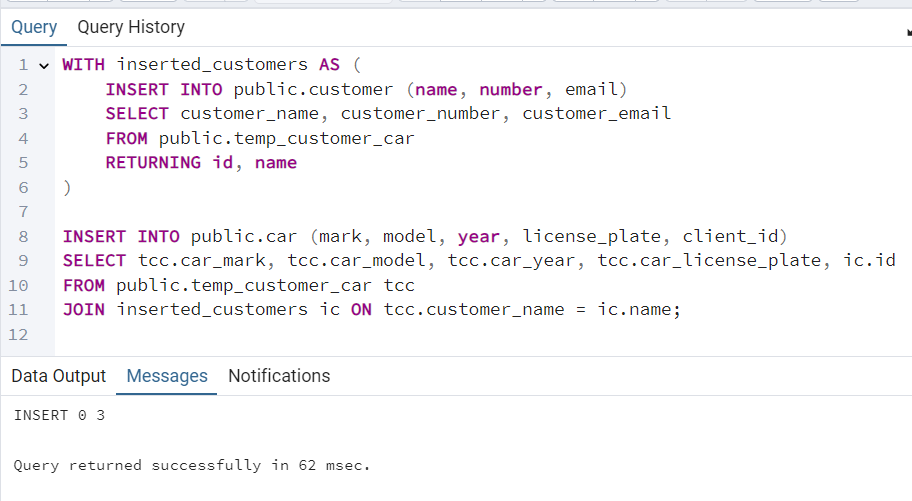 Query Query History
1 WITH inserted_customers AS (
2 INSERT INTO public.customer (name, number, email)
3 SELECT customer_name, customer_number, customer_email
4 FROM public.temp_customer_car
5 RETURNING id, name
6 )
7
8 INSERT INTO public.car (mark, model, year, license_plate, client_id)
9 SELECT tcc.car_mark, tcc.car_model, tcc.car_year, tcc.car_license_plate, ic.id
10 FROM public.temp_customer_car tcc
11 JOIN inserted_customers ic ON tcc.customer_name = ic.name;
12
Data Output Messages Notifications
INSERT 0 3
Query returned successfully in 62 msec.